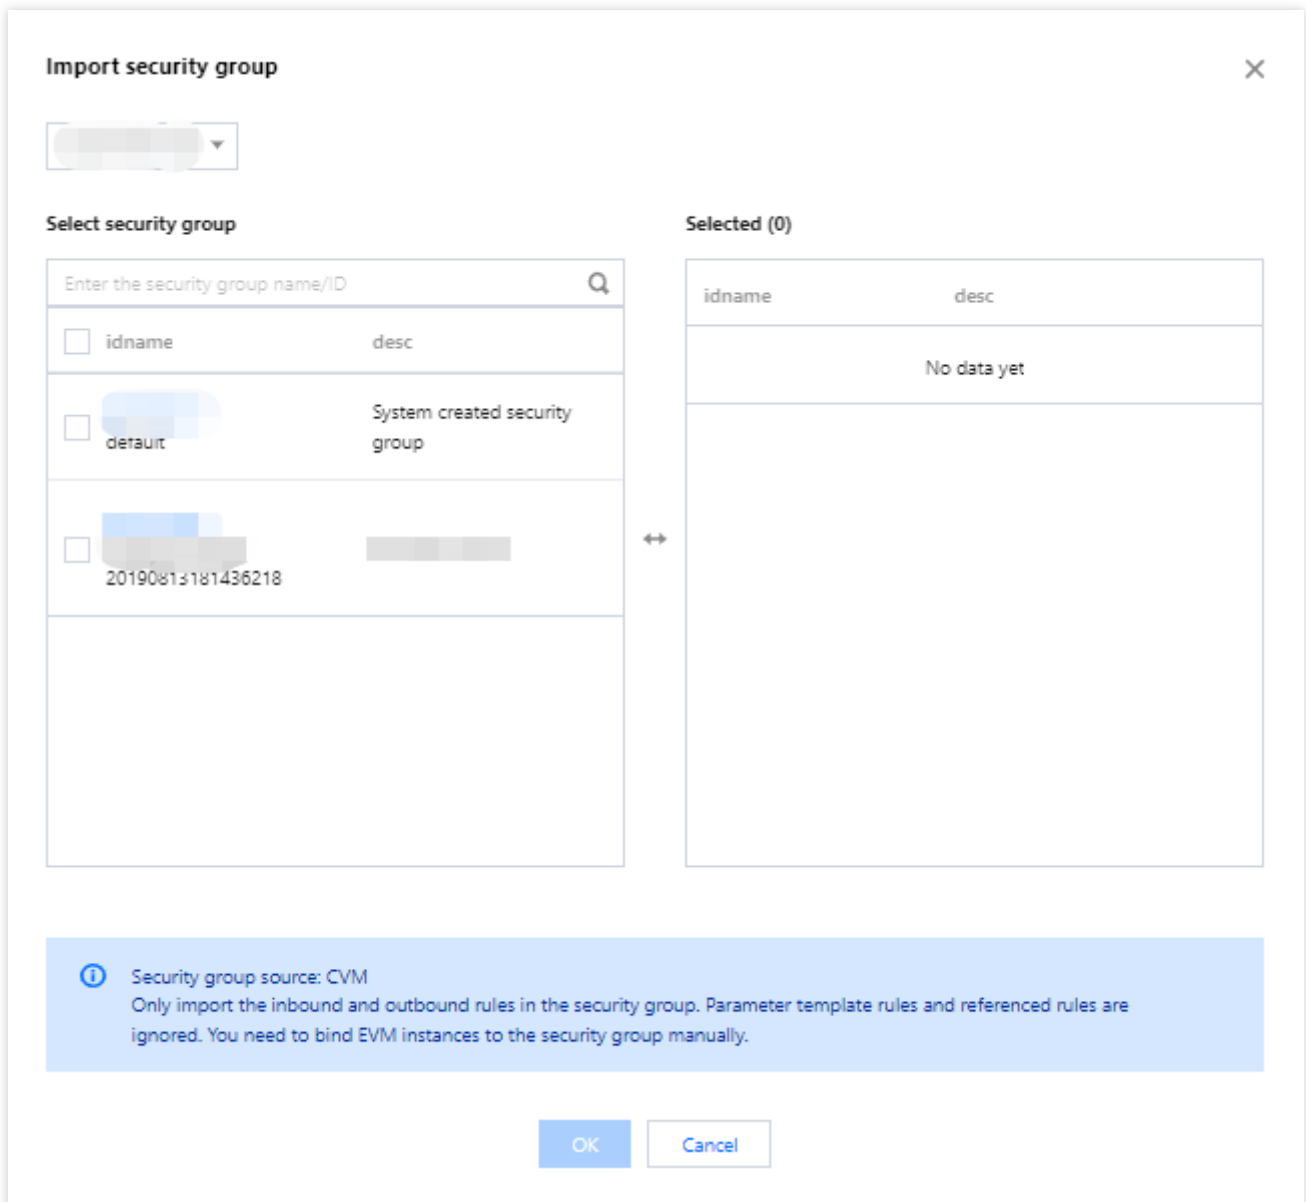 Import security group
Select security group
Selected (0)
Enter the security group name/ID
idname desc
idname desc
No data yet
System created security
default
group
20190813181436218
Security group source: CVM
Only import the inbound and outbound rules in the security group. Parameter template rules and referenced rules are
ignored. You need to bind EVM instances to the security group manually.
OK
Cancel